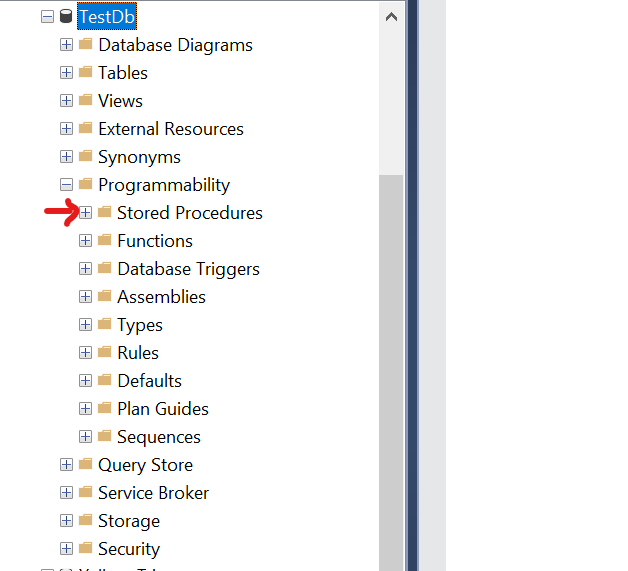 TestDb
Database Diagrams
Tables
Views
External Resources
Synonyms
Programmability
Stored Procedures
Functions
Database Triggers
Assemblies
Types
Rules
Defaults
Plan Guides
Sequences
Query Store
Service Broker
Storage
Security